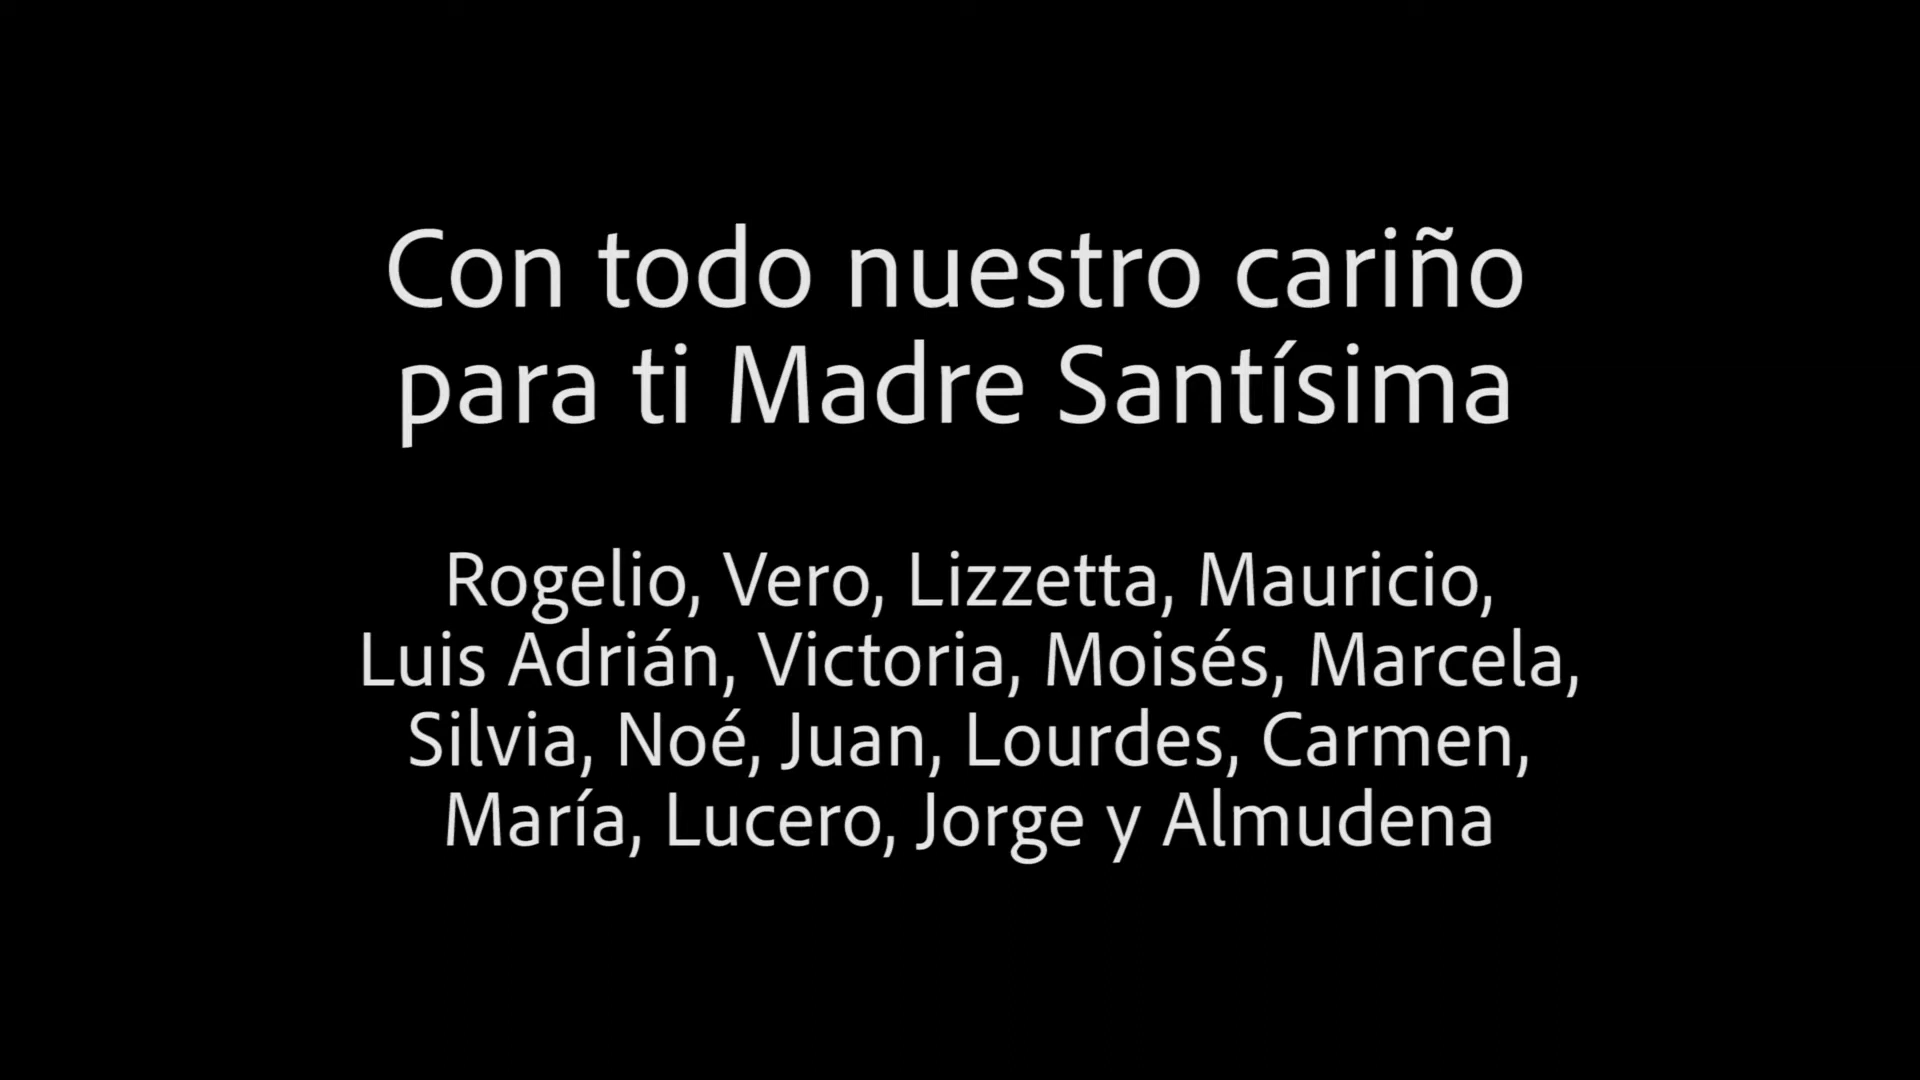 Con todo nuestro cariño
para ti Madre Santísima
Rogelio, Vero, Lizzetta, Mauricio,
Luis Adrián, Victoria, Moisés, Marcela,
Silvia, Noé, Juan, Lourdes, Carmen,
María, Lucero, Jorge y Almudena